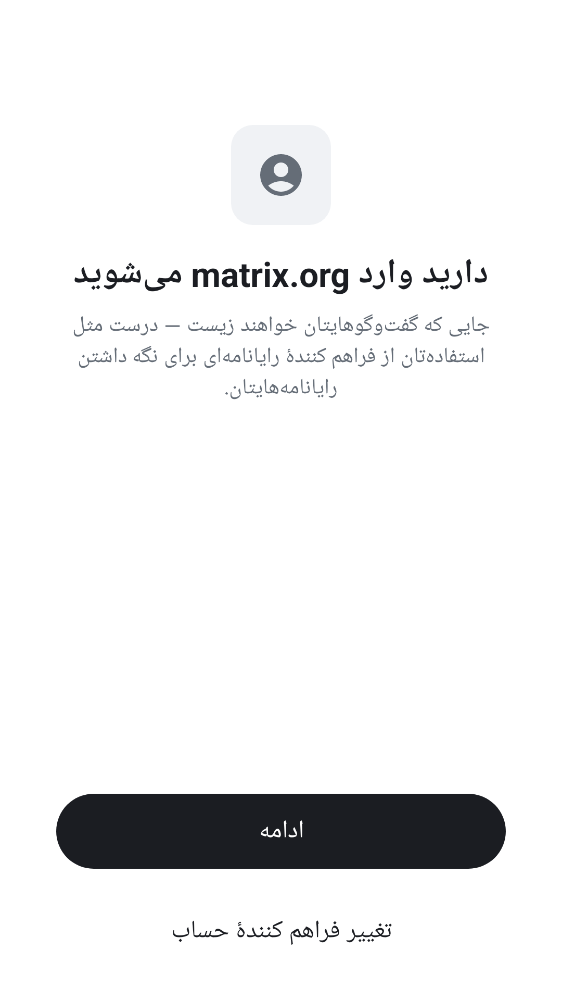 دارید وارد matrix.org می‌شوید
جایی که گفت‌وگوهایتان خواهند زیست — درست مثل
استفاده‌تان از فراهم کنندهٔ رایانامه‌ای برای نگه داشتن
رایانامه‌هایتان.
ادامه
تغییر فراهم کنندهٔ حساب